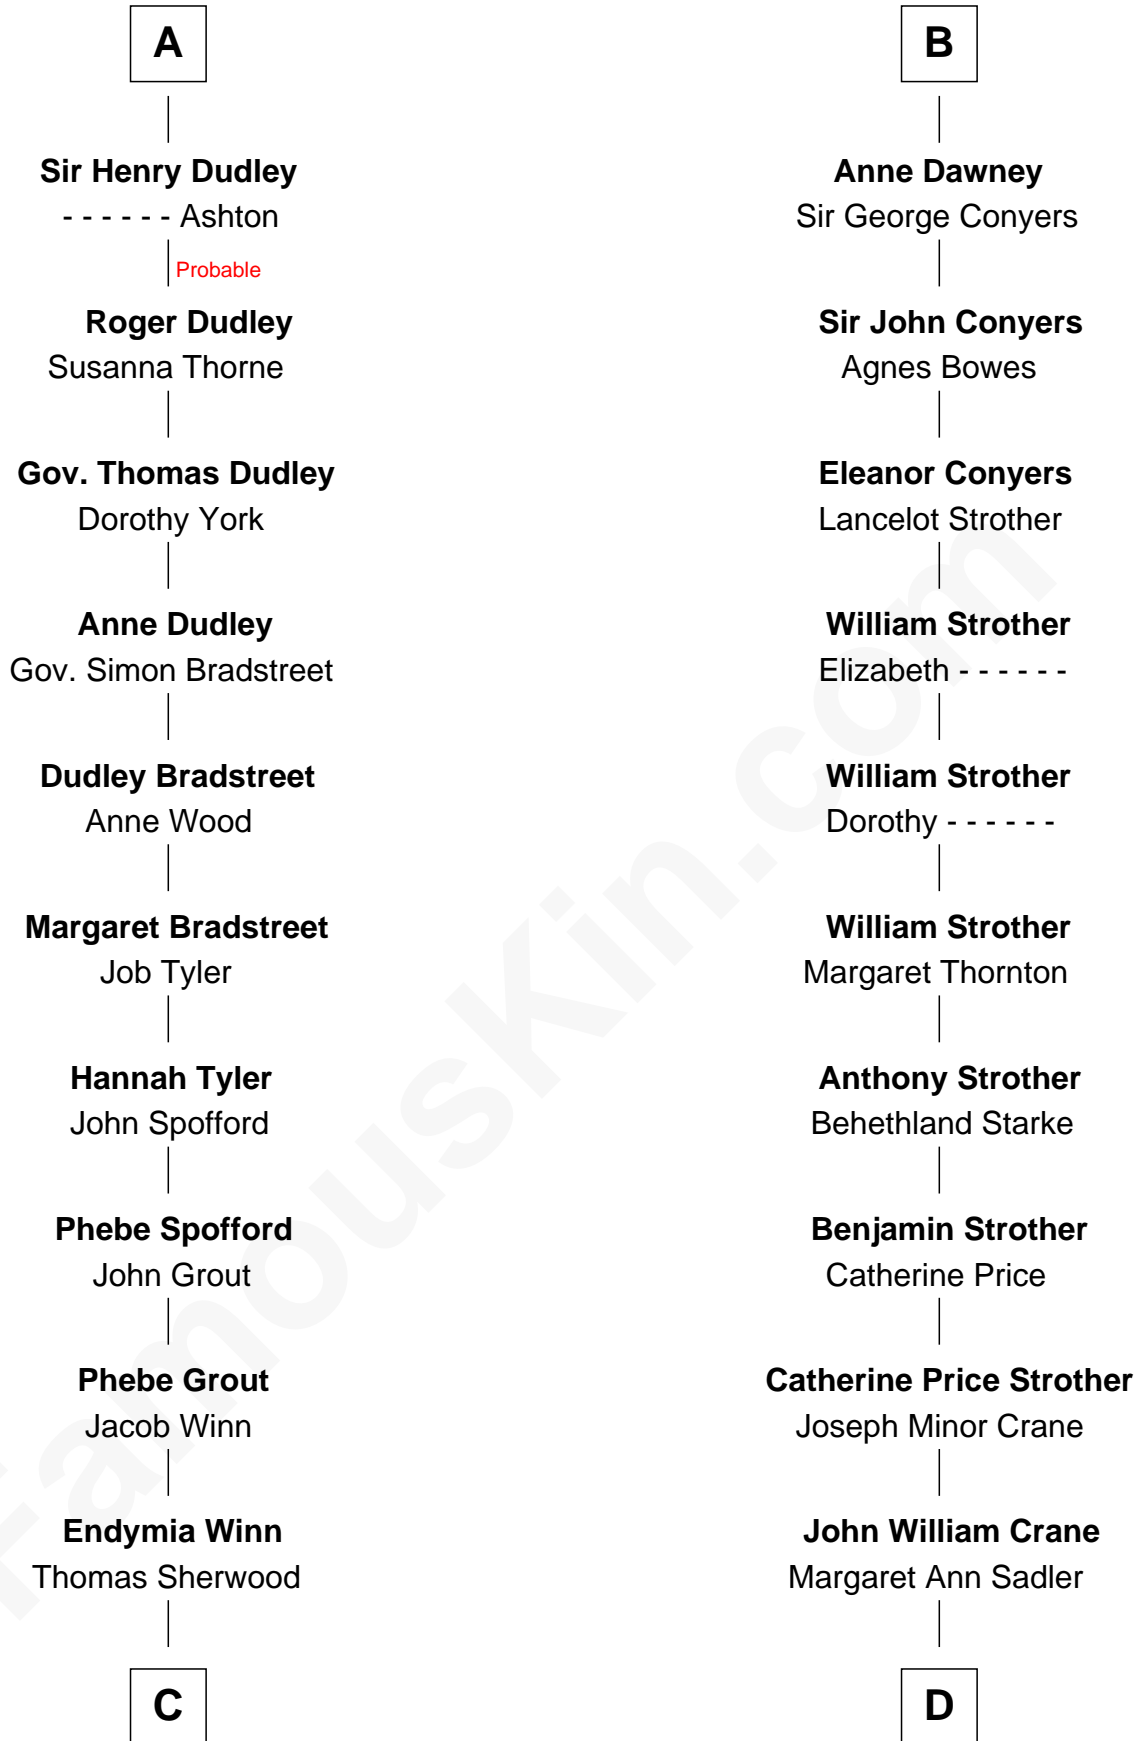 A
Sir Henry Dudley
- - - - - - Ashton
Probable
Roger Dudley
Susanna Thorne
Gov. Thomas Dudley
Dorothy York
Anne Dudley
Gov. Simon Bradstreet
Dudley Bradstreet
Anne Wood
Margaret Bradstreet
Job Tyler
Hannah Tyler
John Spofford
Phebe Spofford
John Grout
Phebe Grout
Jacob Winn
Endymia Winn
Thomas Sherwood
C
B
Anne Dawney
Sir George Conyers
Sir John Conyers
Agnes Bowes
Eleanor Conyers
Lancelot Strother
William Strother
Elizabeth - - - - - -
William Strother
Dorothy - - - - - -
William Strother
Margaret Thornton
Anthony Strother
Behethland Starke
Benjamin Strother
Catherine Price
Catherine Price Strother
Joseph Minor Crane
John William Crane
Margaret Ann Sadler
D
FamousKin.com